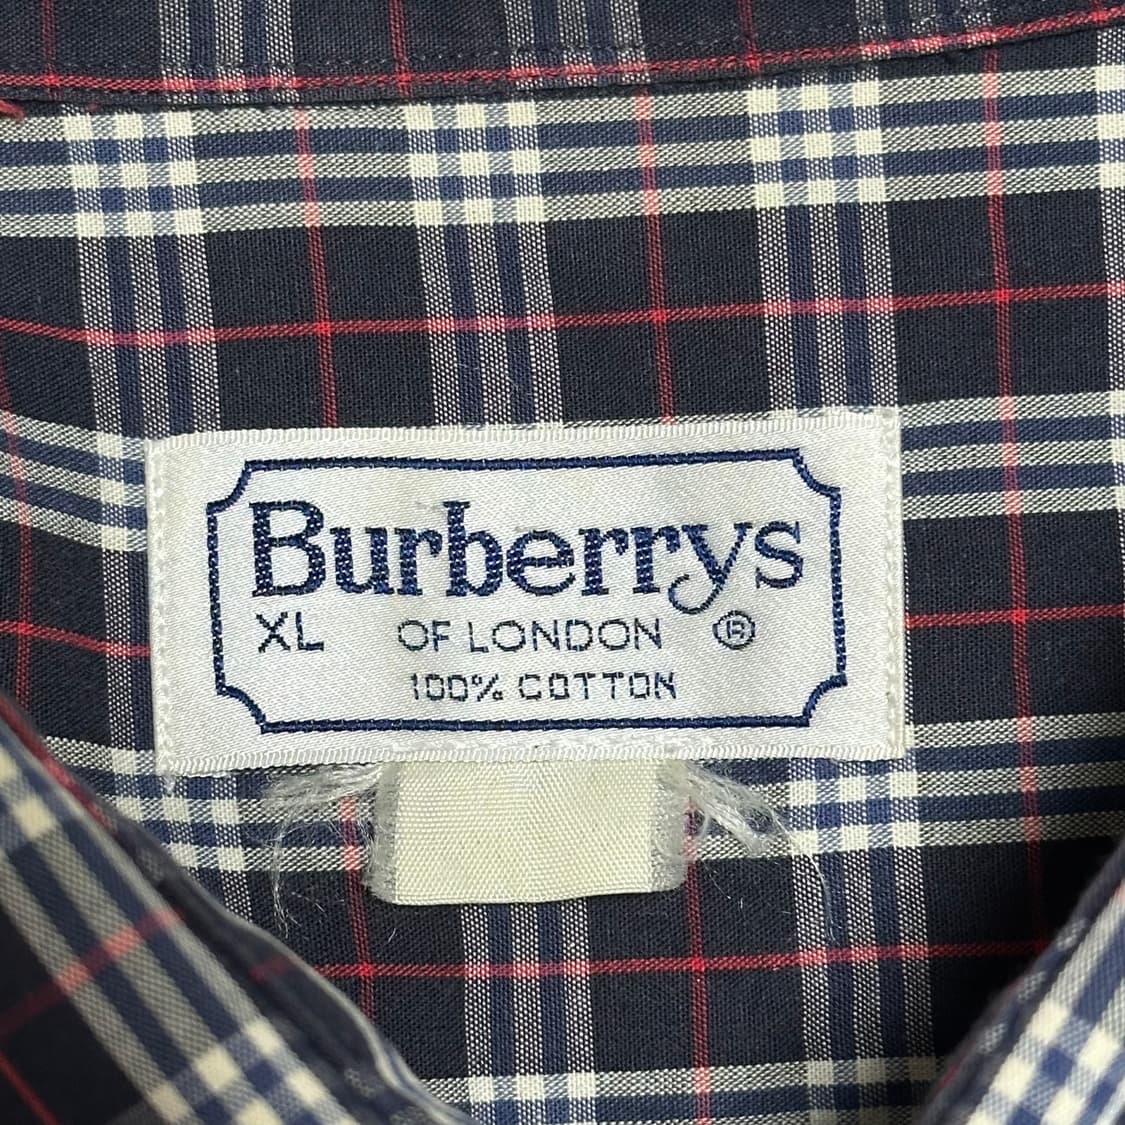 Burberrys
XL OF LONDON ®
100% COTTON